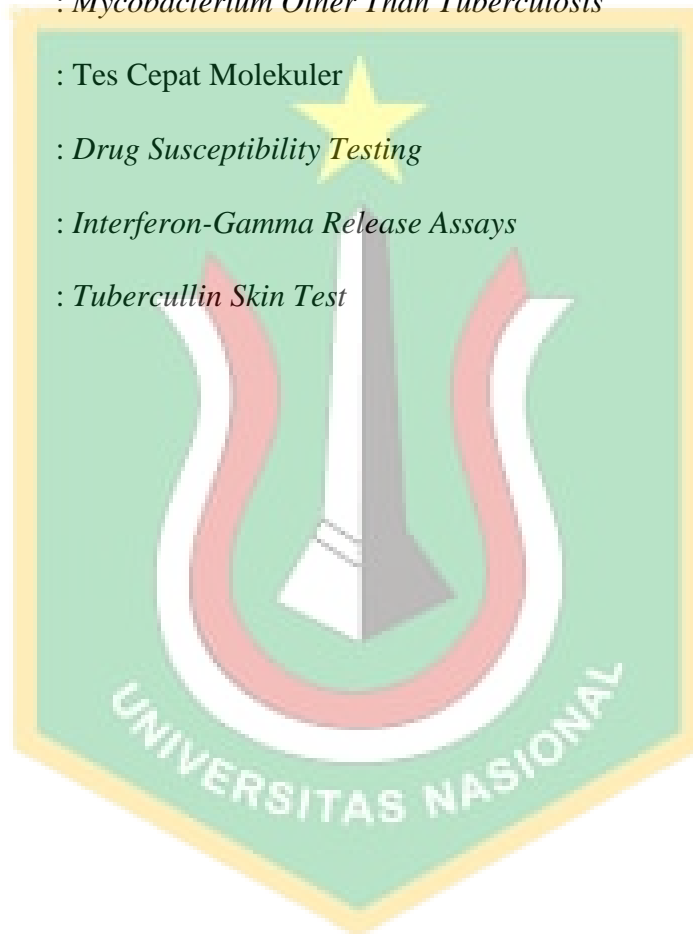 : Mycobacterium Other Than Tuberculosis
: Tes Cepat Molekuler
: Drug Susceptibility Testing
: Interferon-Gamma Release Assays
: Tubercullin Skin Test
UNIVERSITAS NASIONAL